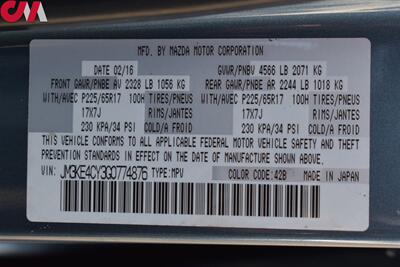 CM
MFD. BY MAZDA MOTOR CORPORATION
DATE 02/16 GVWR/PNBV 4566 LB 2071 KG
FRONT GAWR/PNBE AV 2328 LB 1056 KG REAR GAWR/PNBE AR 2244 LB 1018 KG
WITH/AVEC P225/65R17 100H TIRES/PNEUS WITH/AVEC P225/65R17 100H TIRES/PNEUS
17X7J RIMS/JANTES 17X7J RIMS/JANTES
230 KPA/34 PSI COLD/A FROID 230 KPA/34 PSI COLD/A FROID
THIS VEHICLE CONFORMS TO ALL APPLICABLE FEDERAL MOTOR VEHICLE SAFETY AND THEFT
PREVENTION STANDARDS IN EFFECT ON THE DATE OF MANUFACTURE SHOWN ABOVE.
VIN: JM3KE4CY3G0774876 TYPE:MPV COLOR CODE:42B MADE IN JAPAN